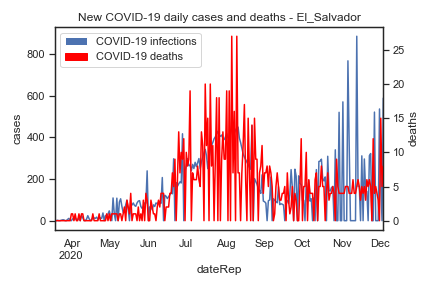 New COVID-19 daily cases and deaths - El_Salvador
COVID-19 infections
COVID-19 deaths
cases
800
600
400
200
0
25
20
15
10
5
0
deaths
Apr May Jun Jul Aug Sep Oct Nov Dec
2020
dateRep